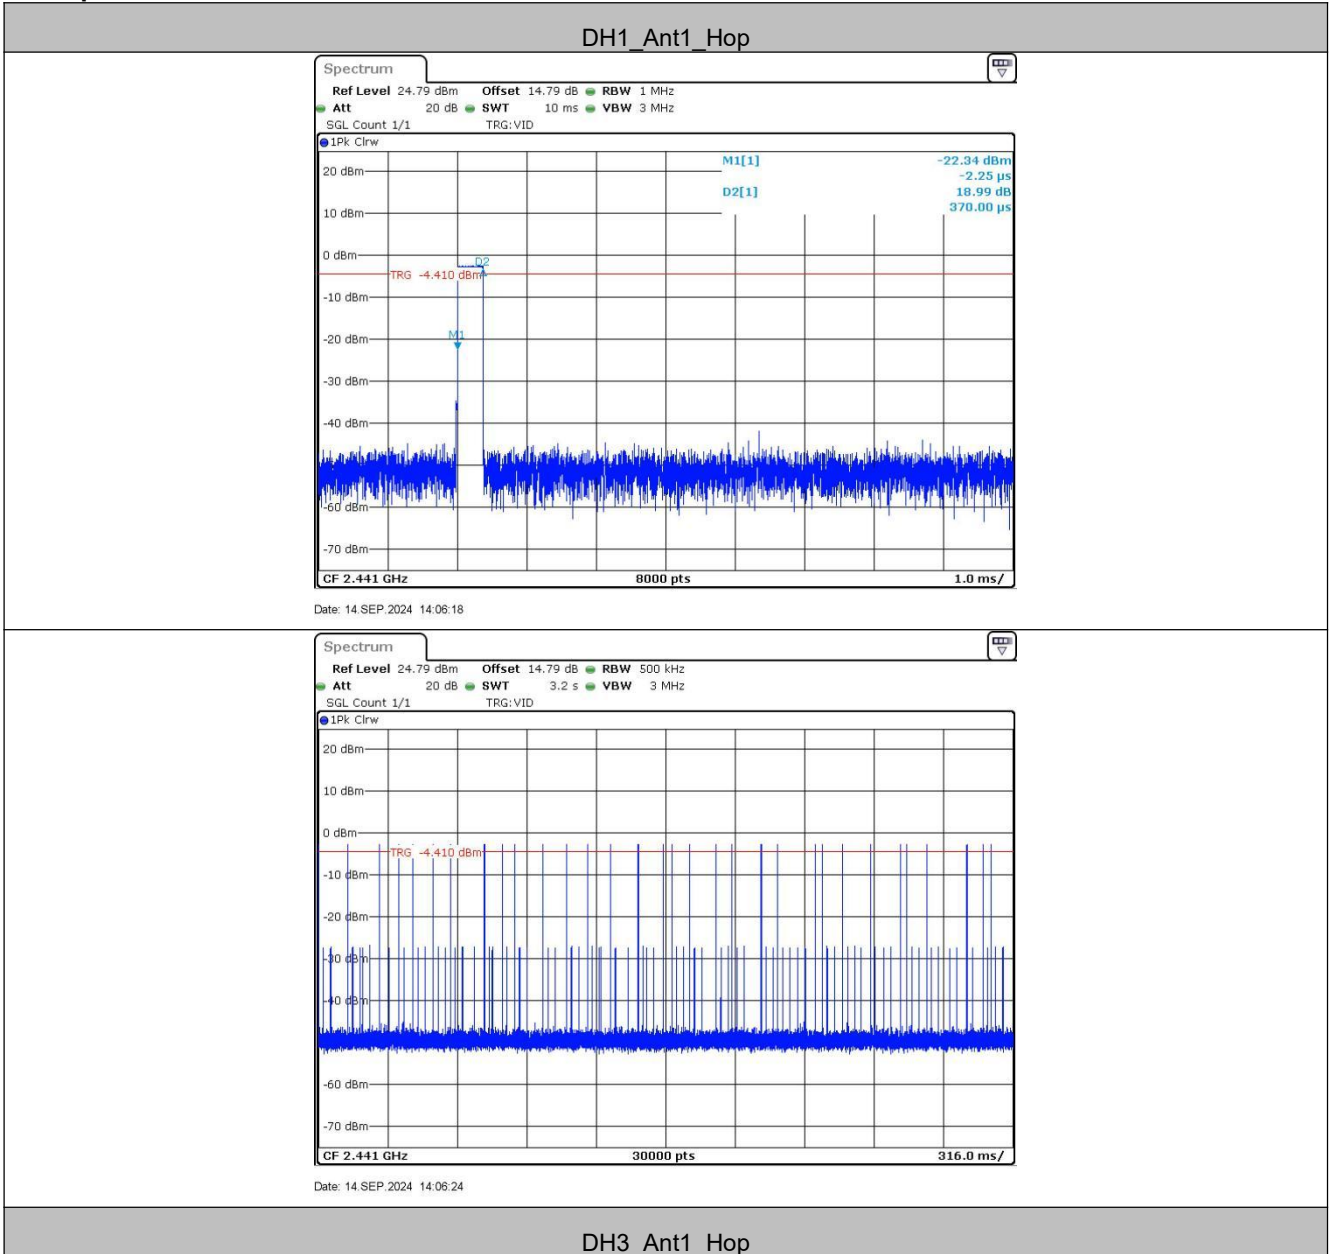 DH1_Ant1_Hop
Spectrum
Ref Level 24.79 dBm Offset 14.79 dB RBW 1 MHz
Att 20 dB SWT 10 ms VBW 3 MHz
SGL Count 1/1 TRG:VID
1Pk Clrw
M1[1] -22.34 dBm
-2.25 µs
D2[1] 18.99 dB
370.00 µs
20 dBm
10 dBm
0 dBm
D2
TRG -4.410 dBm
-10 dBm
M1
-20 dBm
-30 dBm
-40 dBm
-60 dBm
-70 dBm
CF 2.441 GHz 8000 pts 1.0 ms/
Date: 14.SEP.2024 14:06:18
Spectrum
Ref Level 24.79 dBm Offset 14.79 dB RBW 500 kHz
Att 20 dB SWT 3.2 s VBW 3 MHz
SGL Count 1/1 TRG:VID
1Pk Clrw
20 dBm
10 dBm
0 dBm
TRG -4.410 dBm
-10 dBm
-20 dBm
-30 dBm
-40 dBm
-60 dBm
-70 dBm
CF 2.441 GHz 30000 pts 316.0 ms/
Date: 14.SEP.2024 14:06:24
DH3_Ant1_Hop